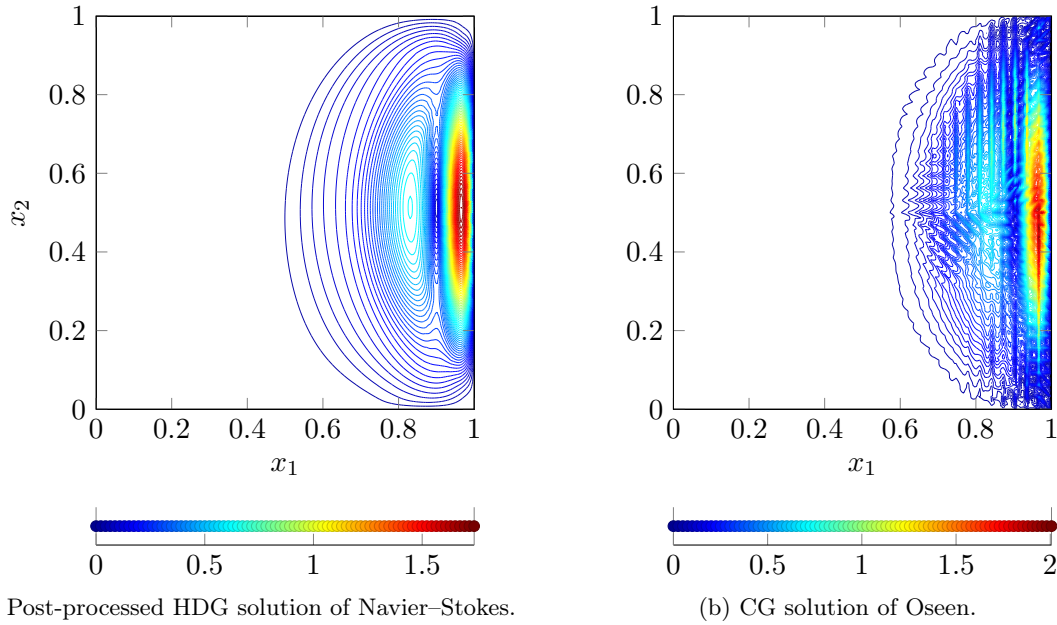 1
0.8
0.6
0.4
0.2
0
x2
0 0.2 0.4 0.6 0.8 1
x1
0 0.5 1 1.5
Post-processed HDG solution of Navier–Stokes.
1
0.8
0.6
0.4
0.2
0
0 0.2 0.4 0.6 0.8 1
x1
0 0.5 1 1.5 2
(b) CG solution of Oseen.